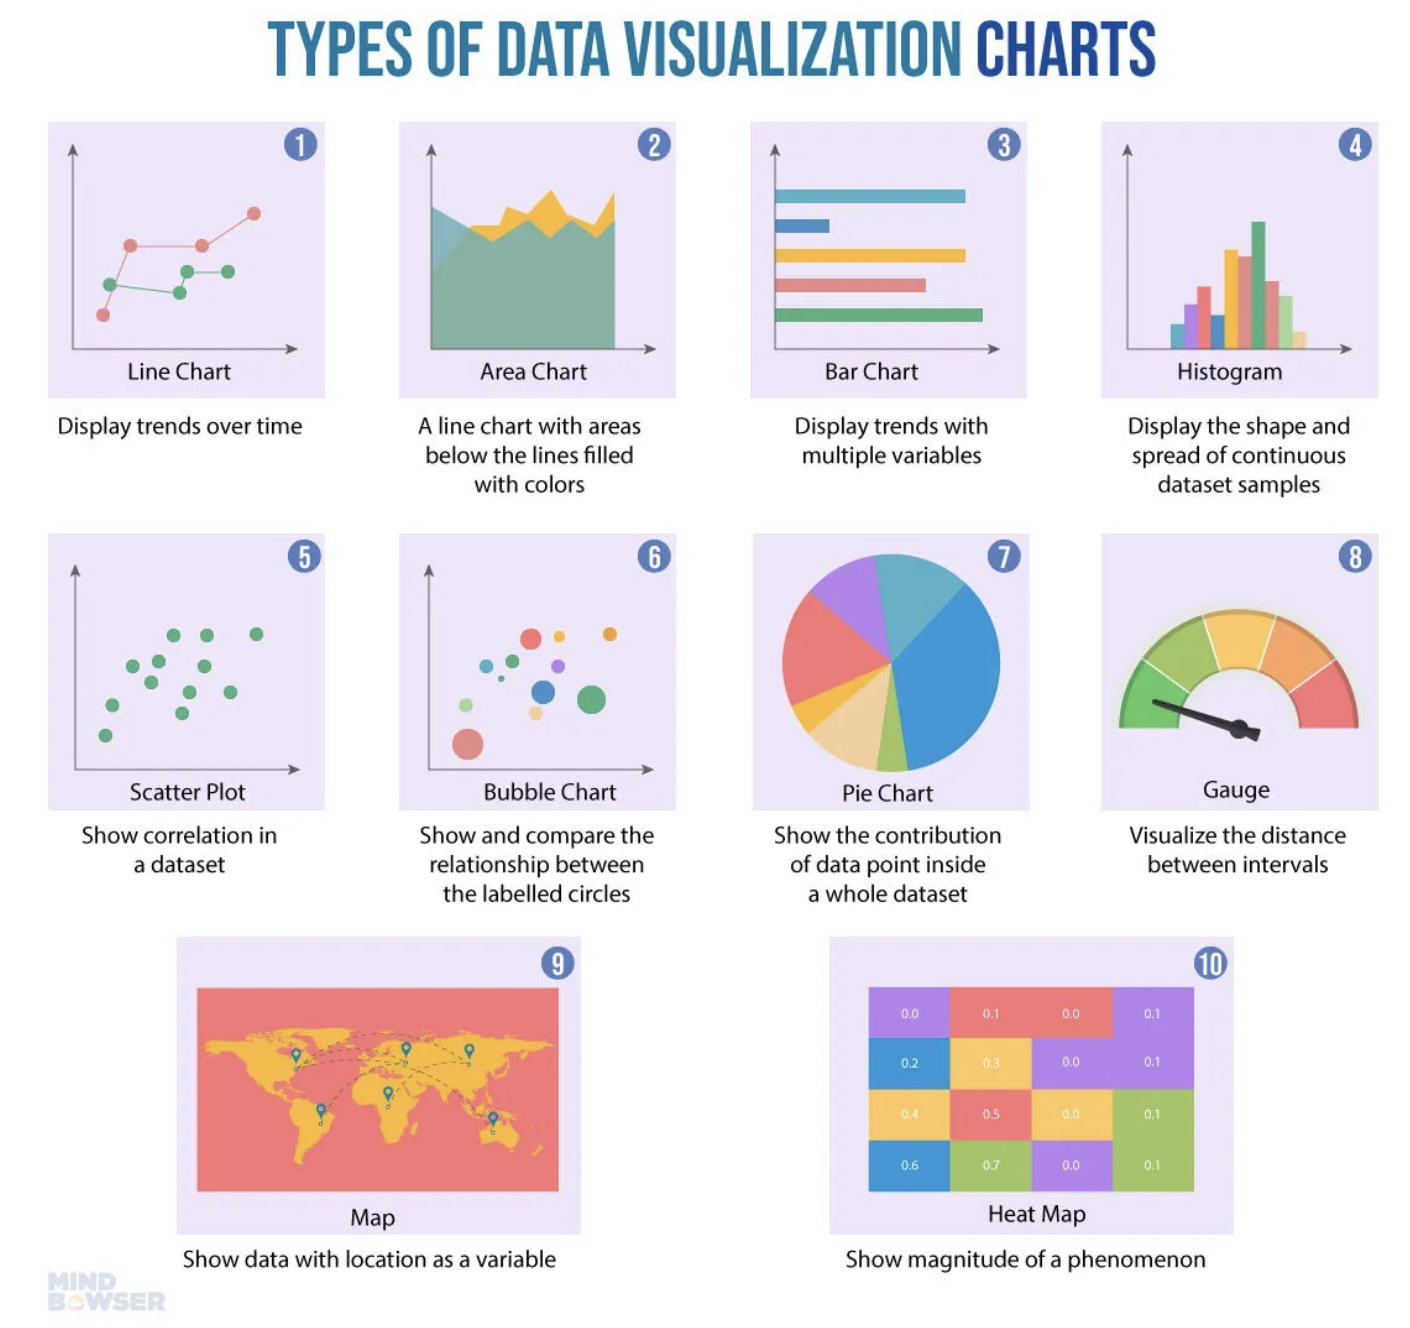 TYPES OF DATA VISUALIZATION CHARTS
1
Line Chart
Display trends over time
2
Area Chart
A line chart with areas
below the lines filled
with colors
3
Bar Chart
Display trends with
multiple variables
4
Histogram
Display the shape and
spread of continuous
dataset samples
5
Scatter Plot
Show correlation in
a dataset
6
Bubble Chart
Show and compare the
relationship between
the labelled circles
7
Pie Chart
Show the contribution
of data point inside
a whole dataset
8
Gauge
Visualize the distance
between intervals
9
Map
Show data with location as a variable
10
0.0 0.1 0.0 0.1
0.2 0.3 0.0 0.1
0.4 0.5 0.0 0.1
0.6 0.7 0.0 0.1
Heat Map
Show magnitude of a phenomenon
MIND
BOWSER